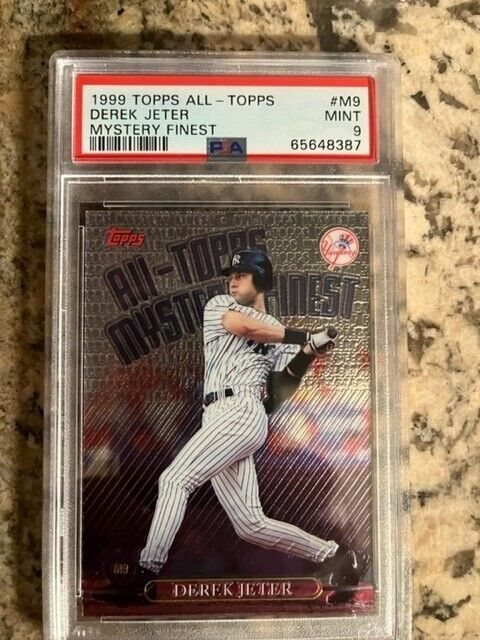 1999 TOPPS ALL-TOPPS #M9
DEREK JETER MINT
MYSTERY FINEST 9
PSA 65648387
Topps
Yankees
ALL-TOPPS
MYSTERY FINEST
M9
DEREK JETER